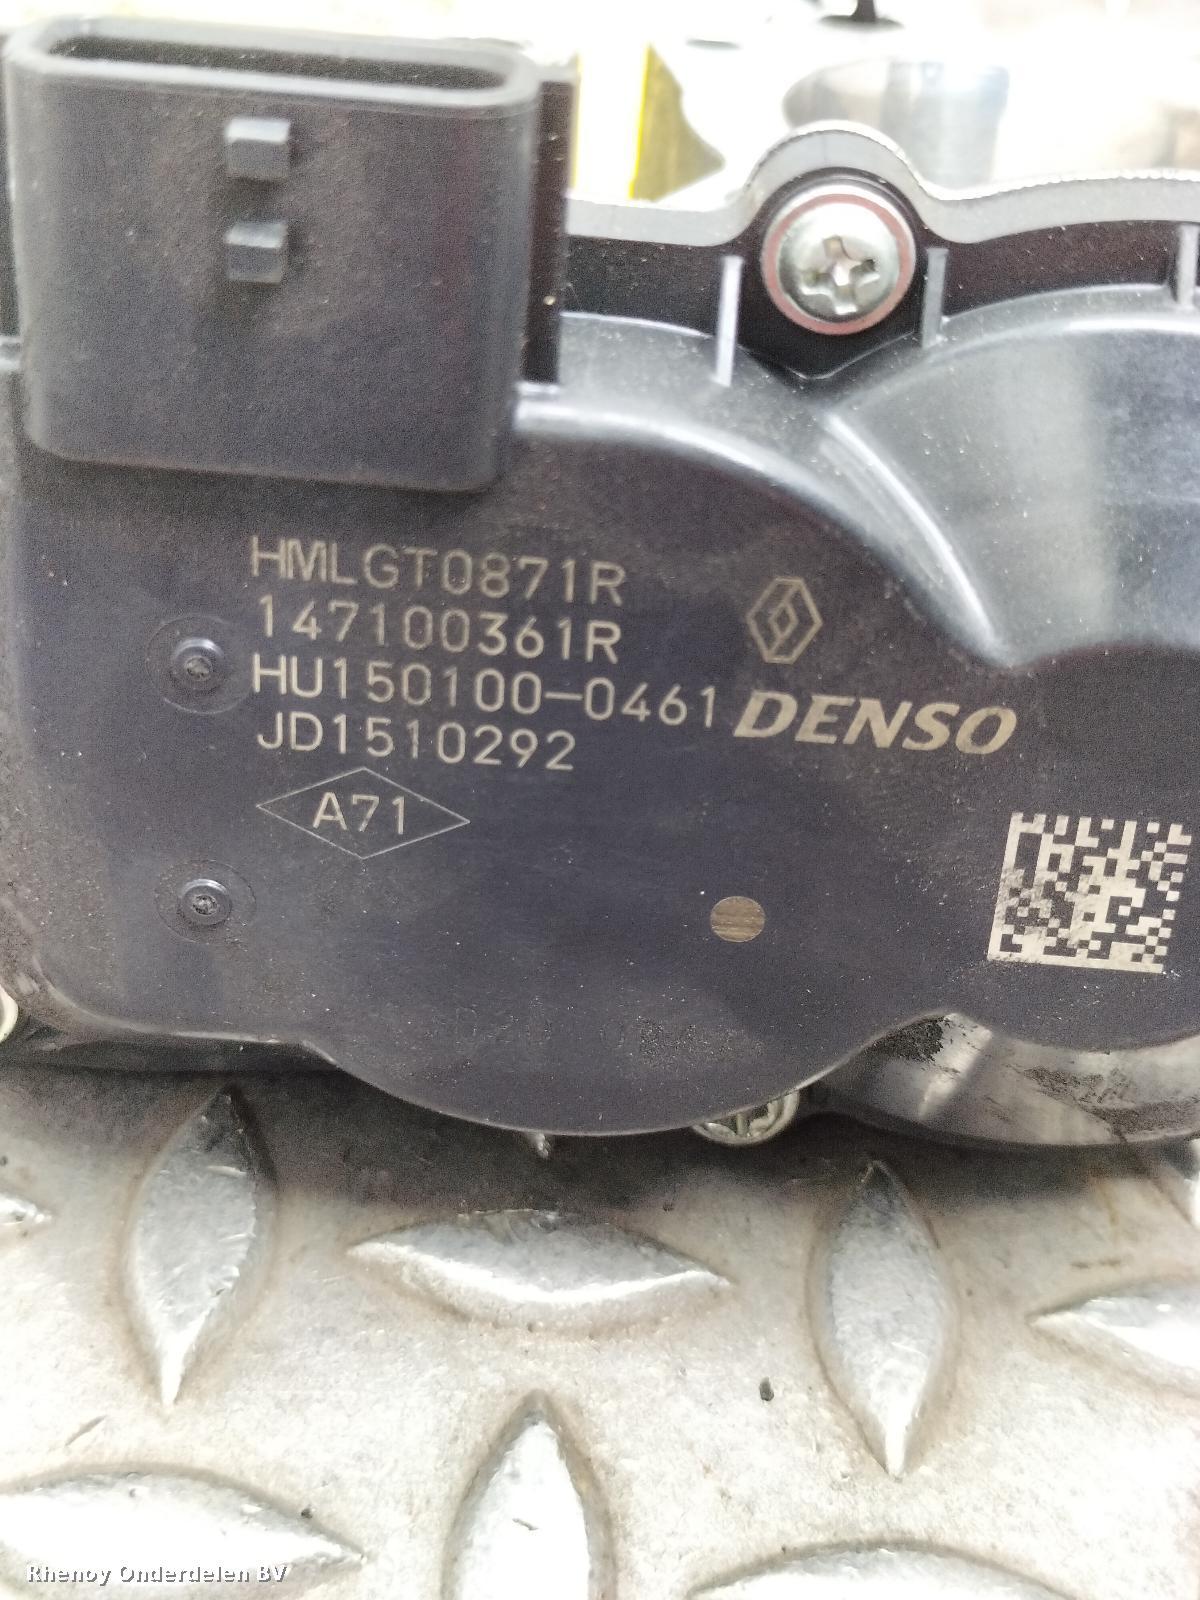 HMLGT0871R
147100361R
HU150100-0461
DENSO
JD1510292
A71
Rhenoy Onderdelen BV